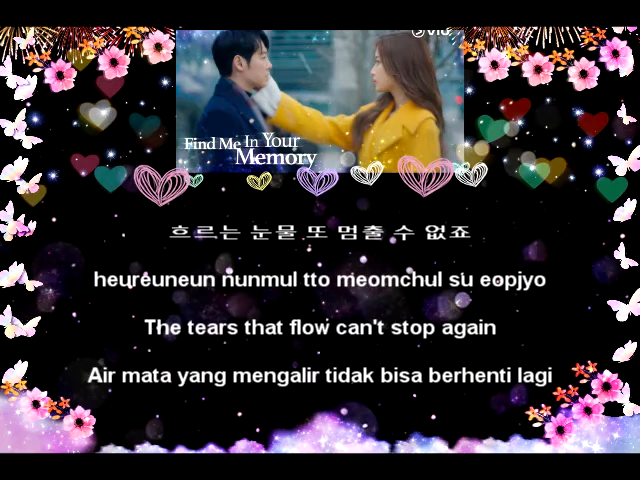 Viu
Find Me In Your
Memory
흐르는 눈물 또 멈출 수 없죠
heureuneun nunmul tto meomchul su eopjyo
The tears that flow can't stop again
Air mata yang mengalir tidak bisa berhenti lagi